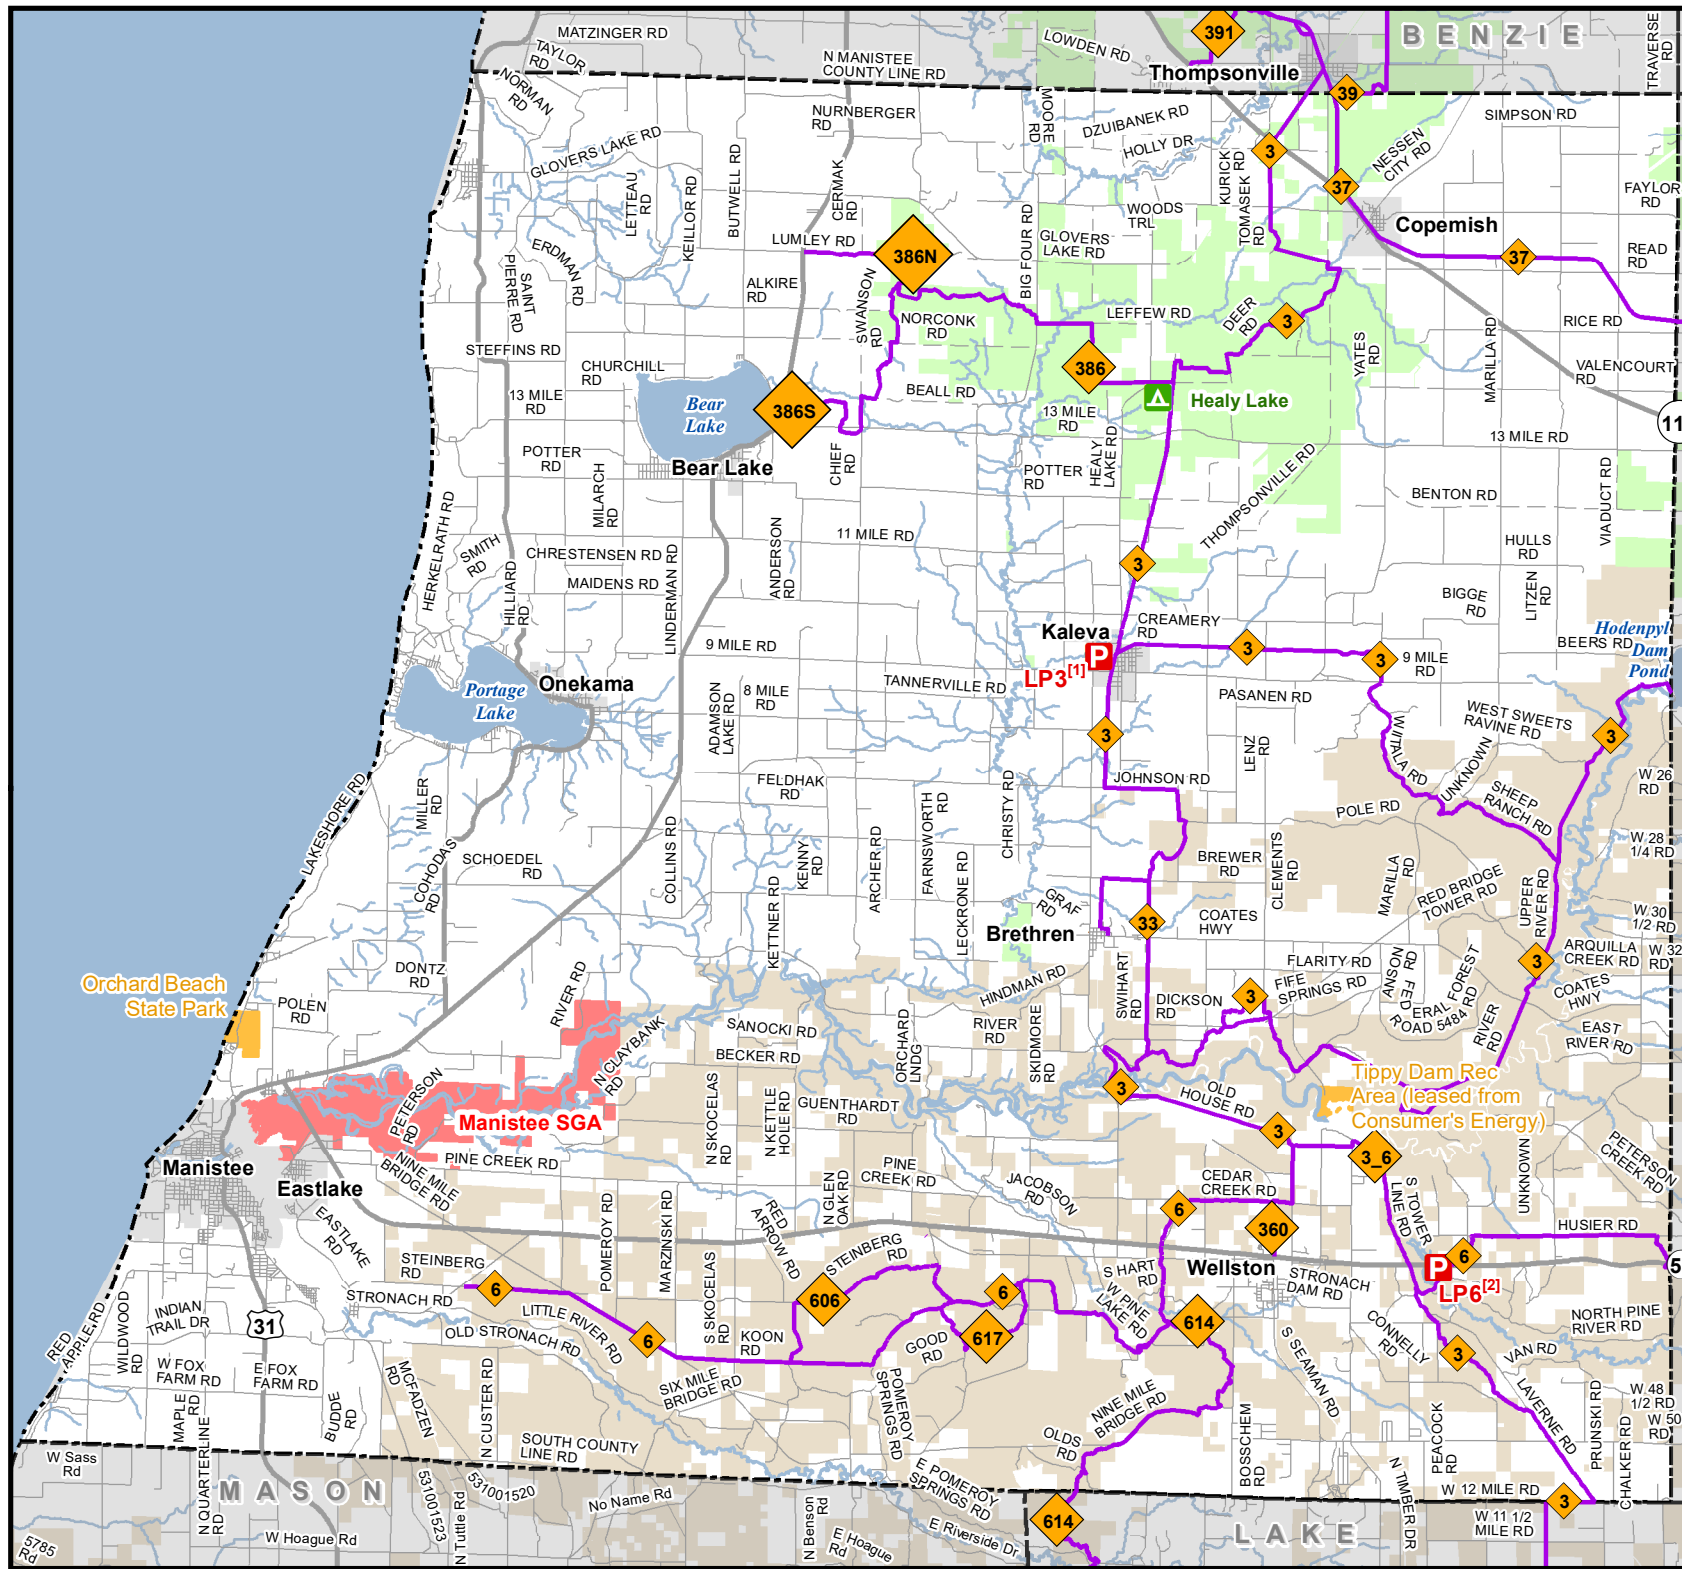 MATZINGER RD
TAYLOR
RD
NORMAN
RD
N MANISTEE
COUNTY LINE RD
LOWDEN RD
391
BENZIE
TRAVERSE
RD
Thompsonville
39
NURNBERGER
RD
MOORE
RD
DZUIBANEK RD
HOLLY DR
SIMPSON RD
GLOVERS LAKE RD
3
NESSEN
CITY RD
LETTEAU
RD
KEILLOR RD
BUTWELL RD
CERMAK
RD
KURICK
RD
TOMASEK
RD
37
FAYLOR
RD
WOODS
TRL
Copemish
LUMLEY RD
386N
BIG FOUR RD
GLOVERS
LAKE RD
37
READ
RD
ERDMAN RD
SAINT
PIERRE RD
ALKIRE
RD
SWANSON
RD
NORCONK
RD
LEFFEW RD
DEER
RD
3
RICE RD
STEFFINS RD
CHURCHILL
RD
386
YATES
RD
MARILLA RD
VALENCOURT
RD
13 MILE
RD
Bear
Lake
386S
BEALL RD
Healy Lake
13 MILE
RD
11
13 MILE RD
POTTER
RD
Bear Lake
CHIEF
RD
POTTER
RD
HEALY
LAKE RD
THOMPSONVILLE RD
VIADUCT RD
MILARCH
RD
BENTON RD
HERKELRATH RD
SMITH
RD
CHRESTENSEN RD
11 MILE RD
HULLS
RD
MAIDENS RD
LINDERMAN RD
ANDERSON
RD
3
HILLIARD
RD
BIGGE
RD
LITZEN
RD
CREAMERY
RD
Kaleva
9 MILE RD
Hodenpyl
Dam
Pond
BEERS RD
P
LP3[1]
3
3
9 MILE
RD
Portage
Lake
Onekama
TANNERVILLE RD
8 MILE
RD
ADAMSON
LAKE RD
PASANEN RD
WEST SWEETS
RAVINE RD
3
3
WIITALA RD
UNKNOWN
LENZ
RD
JOHNSON RD
W 26
RD
LAKESHORE RD
MILLER
RD
FELDHAK
RD
FARNSWORTH
RD
CHRISTY RD
POLE RD
SHEEP
RANCH RD
COHODAS
RD
SCHOEDEL
RD
COLLINS RD
KENNY
RD
ARCHER RD
BREWER
RD
CLEMENTS
RD
MARILLA
RD
W 28
1/4 RD
LECKRONE RD
KETTNER RD
RED BRIDGE
TOWER RD
UPPER
RIVER RD
GRAF
RD
33
COATES
HWY
W 30
1/2 RD
Brethren
ARQUILLA
CREEK RD
W 32
RD
DONTZ
RD
RIVER RD
HINDMAN RD
SWIHART
RD
FLARITY RD
FIFE
SPRINGS RD
ANSON
RD
FED
ERAL FOREST
ROAD 5484
RD
3
Orchard Beach
State Park
POLEN
RD
DICKSON
RD
3
COATES
HWY
SANOCKI RD
RIVER
RD
ORCHARD
LNDG
SKIDMORE
RD
RIVER
RD
EAST
RIVER RD
N CLAYBANK
RD
BECKER RD
PETERSON
RD
N SKOCELAS
RD
N KETTLE
HOLE RD
GUENTHARDT
RD
3
OLD
HOUSE RD
Tippy Dam Rec
Area (leased from
Consumer's Energy)
Manistee SGA
3
3_6
UNKNOWN
PETERSON
CREEK RD
PINE CREEK RD
Manistee
NINE MILE
BRIDGE RD
Eastlake
PINE
CREEK RD
JACOBSON
RD
CEDAR
CREEK RD
S TOWER
LINE RD
N GLEN
OAK RD
RED
ARROW RD
6
360
HUSIER RD
EASTLAKE
RD
POMEROY RD
MARZINSKI RD
STEINBERG
RD
STEINBERG
RD
S HART
RD
Wellston
P
6
5
LP6[2]
STRONACH
DAM RD
STRONACH RD
6
606
6
W PINE
LAKE RD
614
NORTH PINE
RIVER RD
INDIAN
TRAIL DR
WILDWOOD
RD
31
LITTLE RIVER RD
OLD STRONACH RD
6
S SKOCELAS
RD
KOON
RD
GOOD
RD
617
CONNELLY
RD
3
VAN RD
S SEAMAN RD
RED
APPLE RD
W FOX
FARM RD
E FOX
FARM RD
MCFADZEN
RD
SIX MILE
BRIDGE RD
POMEROY
SPRINGS RD
NINE MILE
BRIDGE RD
LAVERNE RD
PRUNSKI RD
W 48
1/2 RD
MAPLE
RD
BUDDE
RD
N CUSTER RD
BOSSCHEM
RD
PEACOCK
RD
W 50
RD
CHALKER RD
N QUARTERLINE
RD
SOUTH COUNTY
LINE RD
OLDS
RD
W Sass
Rd
MASON
531001523
531001520
E POMEROY
SPRINGS RD
N TIMBER DR
W 12 MILE RD
3
No Name Rd
N Tuttle Rd
N Benson
Rd
614
LAKE
W 11 1/2
MILE RD
W Hoague Rd
E Riverside Dr
E Hoague
Rd
5785
Rd